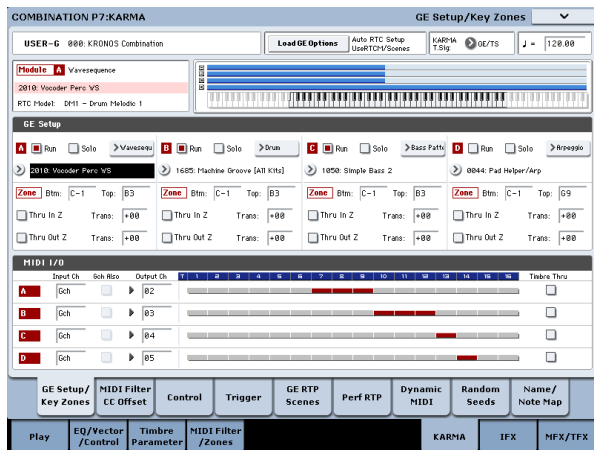 COMBINATION P7:KARMA GE Setup/Key Zones
USER-G 000: KRONOS Combination Load GE Options Auto RTC Setup UseRTCM/Scenes KARMA T.Sig: GE/TS ♩ = 120.00
Module A Wavesequence
2010: Vocoder Perc WS
RTC Model: DM1 - Drum Melodic 1
GE Setup
A Run Solo Wavesequ B Run Solo Drum C Run Solo Bass Patt D Run Solo Arpeggio
2010: Vocoder Perc WS 1685: Machine Groove [All Kits] 1050: Simple Bass 2 0044: Pad Helper/Arp
Zone Btm: C-1 Top: B3 Zone Btm: C-1 Top: B3 Zone Btm: C-1 Top: B3 Zone Btm: C-1 Top: G9
Thru In Z Trans: +00 Thru In Z Trans: +00 Thru In Z Trans: +00 Thru In Z Trans: +00
Thru Out Z Trans: +00 Thru Out Z Trans: +00 Thru Out Z Trans: +00 Thru Out Z Trans: +00
MIDI I/O
Input Ch Gch Also Output Ch T 1 2 3 4 5 6 7 8 9 10 11 12 13 14 15 16 Timbre Thru
A Gch 02
B Gch 03
C Gch 04
D Gch 05
GE Setup/ Key Zones MIDI Filter CC Offset Control Trigger GE RTP Scenes Perf RTP Dynamic MIDI Random Seeds Name/ Note Map
Play EQ/Vector /Control Timbre Parameter MIDI Filter /Zones KARMA IFX MFX/TFX